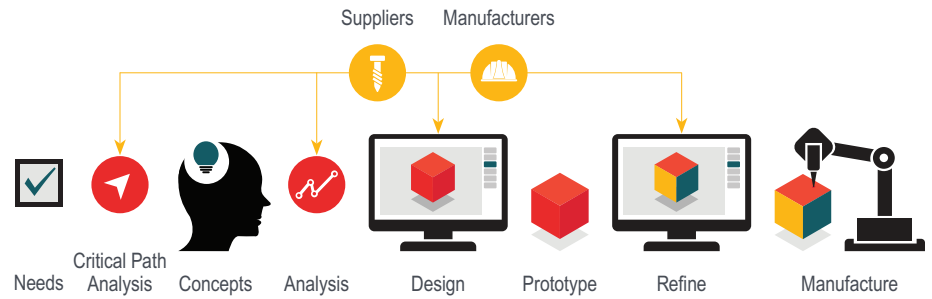 Suppliers
Manufacturers
Needs
Critical Path
Analysis
Concepts
Analysis
Design
Prototype
Refine
Manufacture